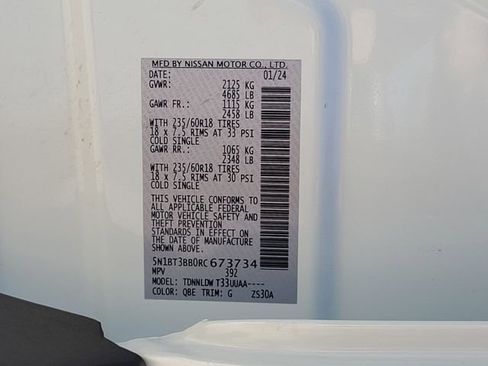 MFD BY NISSAN MOTOR CO., LTD.
DATE: 01/24
GVWR: 2125 KG
4685 LB
GAWR FR.: 1115 KG
2458 LB
WITH 235/60R18 TIRES
18 x 7.5 RIMS AT 33 PSI
COLD SINGLE
GAWR RR.: 1065 KG
2348 LB
WITH 235/60R18 TIRES
18 x 7.5 RIMS AT 30 PSI
COLD SINGLE
THIS VEHICLE CONFORMS TO
ALL APPLICABLE FEDERAL
MOTOR VEHICLE SAFETY AND
THEFT PREVENTION
STANDARDS IN EFFECT ON
THE DATE OF MANUFACTURE
SHOWN ABOVE.
5N1BT3BB0RC673734
MPV 392
MODEL: TDNNLDW T33UUAA----
COLOR: QBE TRIM: G ZS30A